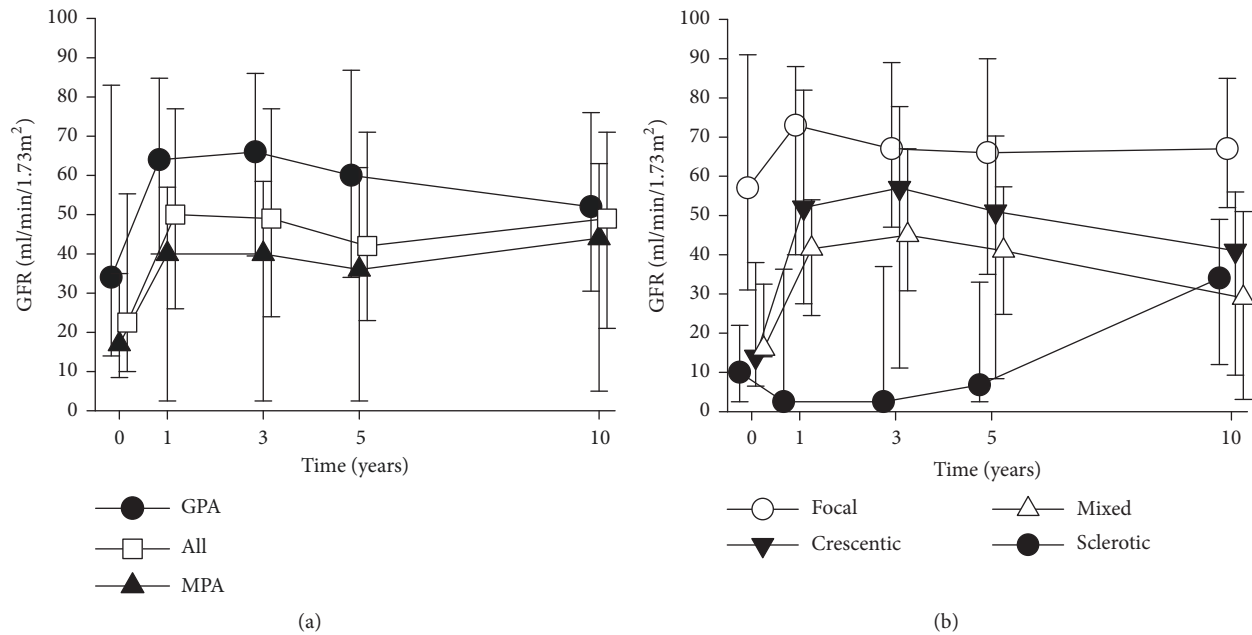 100
90
80
70
60
50
40
30
20
10
0
GFR (ml/min/1.73m²)
0 1 3 5 10
Time (years)
GPA
All
MPA
(a)
100
90
80
70
60
50
40
30
20
10
0
GFR (ml/min/1.73m²)
0 1 3 5 10
Time (years)
Focal Mixed
Crescentic Sclerotic
(b)